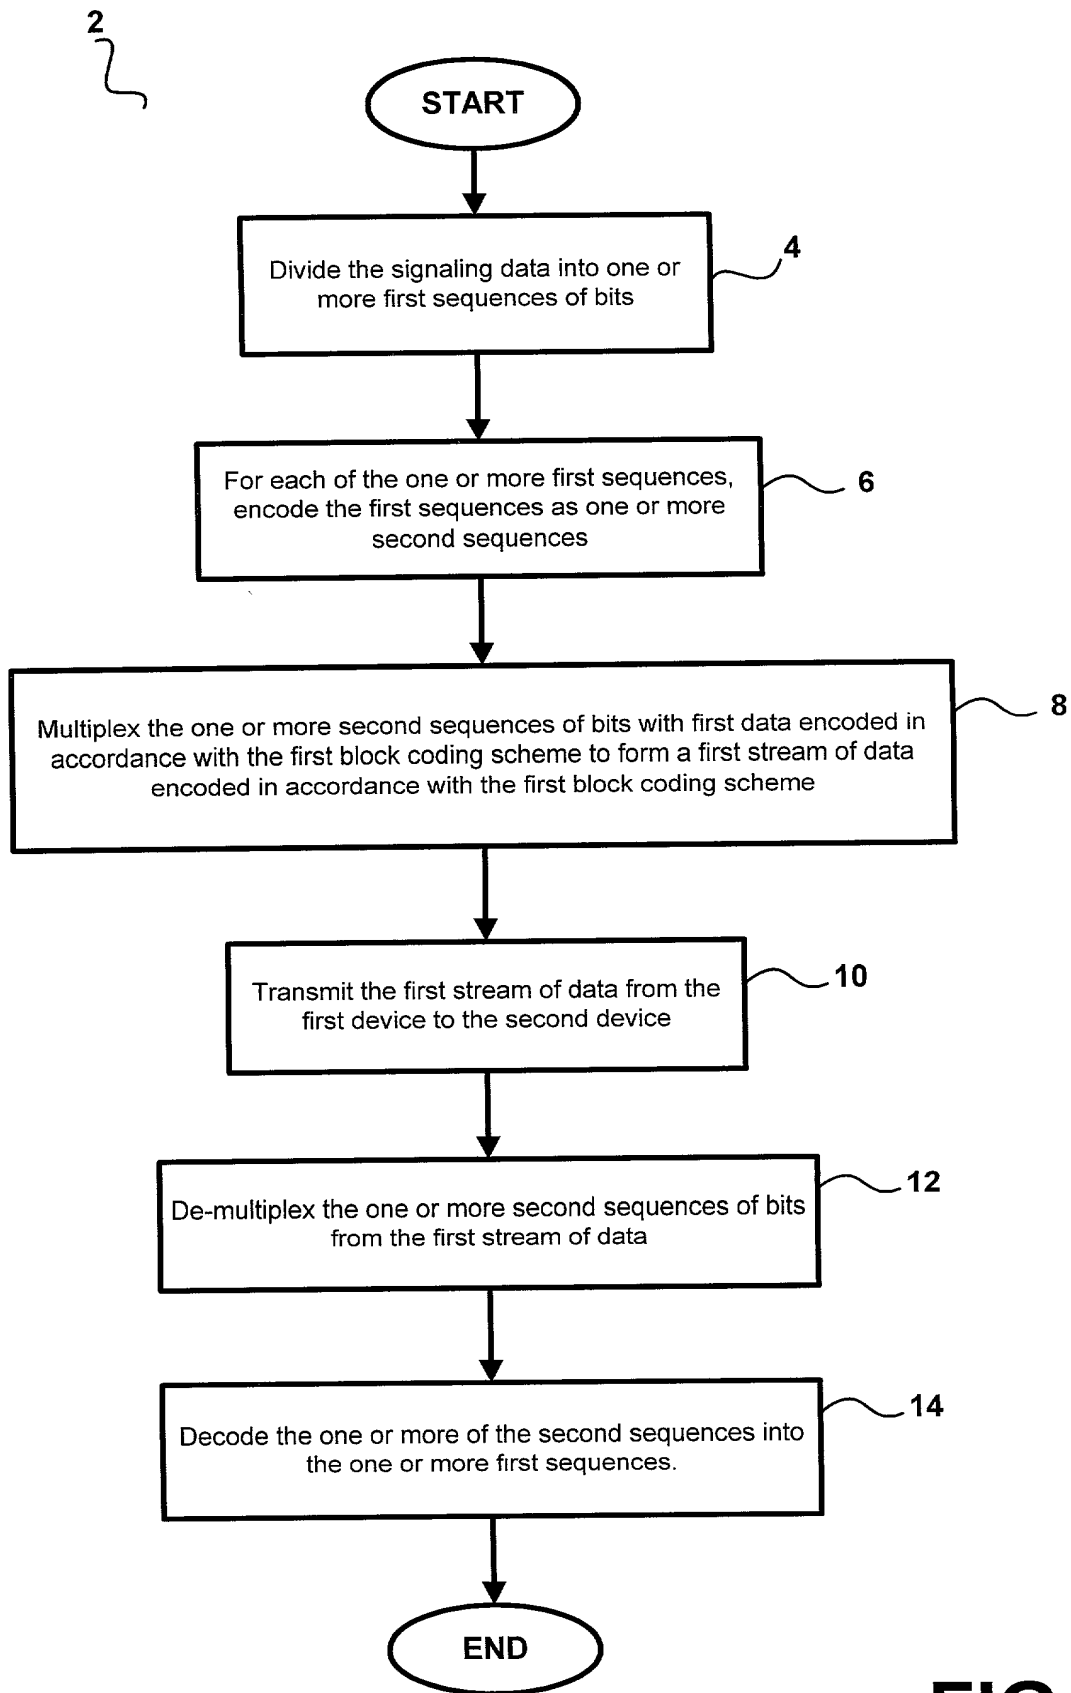 2
START
Divide the signaling data into one or
more first sequences of bits
4
For each of the one or more first sequences,
encode the first sequences as one or more
second sequences
6
Multiplex the one or more second sequences of bits with first data encoded in
accordance with the first block coding scheme to form a first stream of data
encoded in accordance with the first block coding scheme
8
Transmit the first stream of data from the
first device to the second device
10
De-multiplex the one or more second sequences of bits
from the first stream of data
12
Decode the one or more of the second sequences into
the one or more first sequences.
14
END